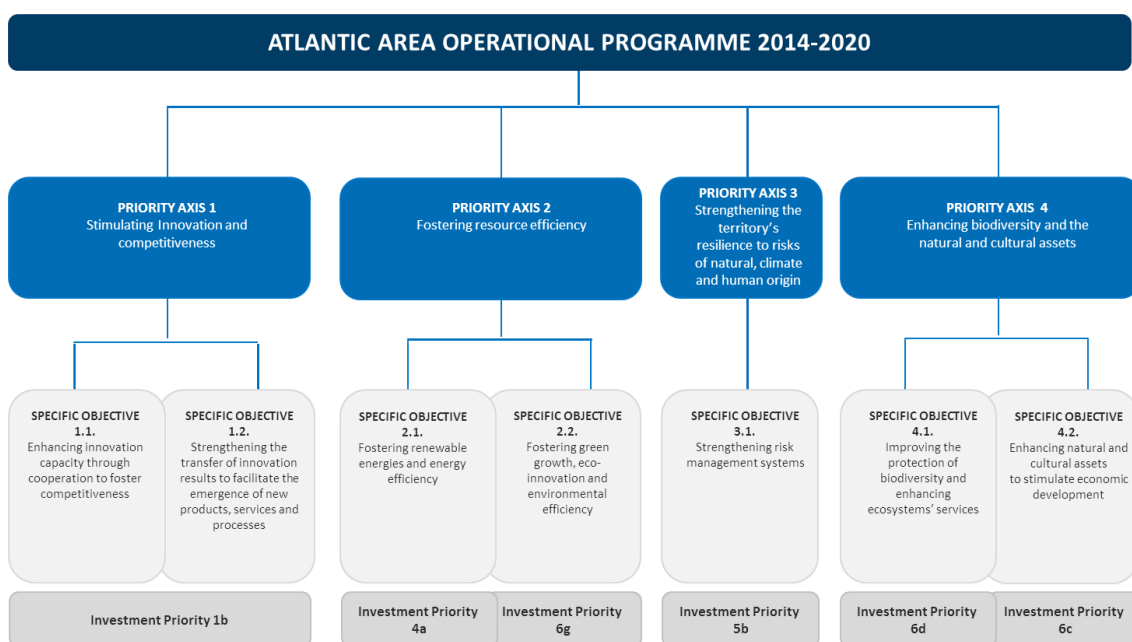 ATLANTIC AREA OPERATIONAL PROGRAMME 2014-2020
PRIORITY AXIS 1
Stimulating Innovation and
competitiveness
PRIORITY AXIS 2
Fostering resource efficiency
PRIORITY AXIS 3
Strengthening the
territory's
resilience to risks
of natural, climate
and human origin
PRIORITY AXIS 4
Enhancing biodiversity and the
natural and cultural assets
SPECIFIC OBJECTIVE
1.1.
Enhancing innovation
capacity through
cooperation to foster
competitiveness
SPECIFIC OBJECTIVE
1.2.
Strengthening the
transfer of innovation
results to facilitate the
emergence of new
products, services and
processes
SPECIFIC OBJECTIVE
2.1.
Fostering renewable
energies and energy
efficiency
SPECIFIC OBJECTIVE
2.2.
Fostering green
growth, eco-
innovation and
environmental
efficiency
SPECIFIC OBJECTIVE
3.1.
Strengthening risk
management systems
SPECIFIC OBJECTIVE
4.1.
Improving the
protection of
biodiversity and
enhancing
ecosystems' services
SPECIFIC OBJECTIVE
4.2.
Enhancing natural and
cultural assets
to stimulate economic
development
Investment Priority 1b
Investment Priority
4a
Investment Priority
6g
Investment Priority
5b
Investment Priority
6d
Investment Priority
6c